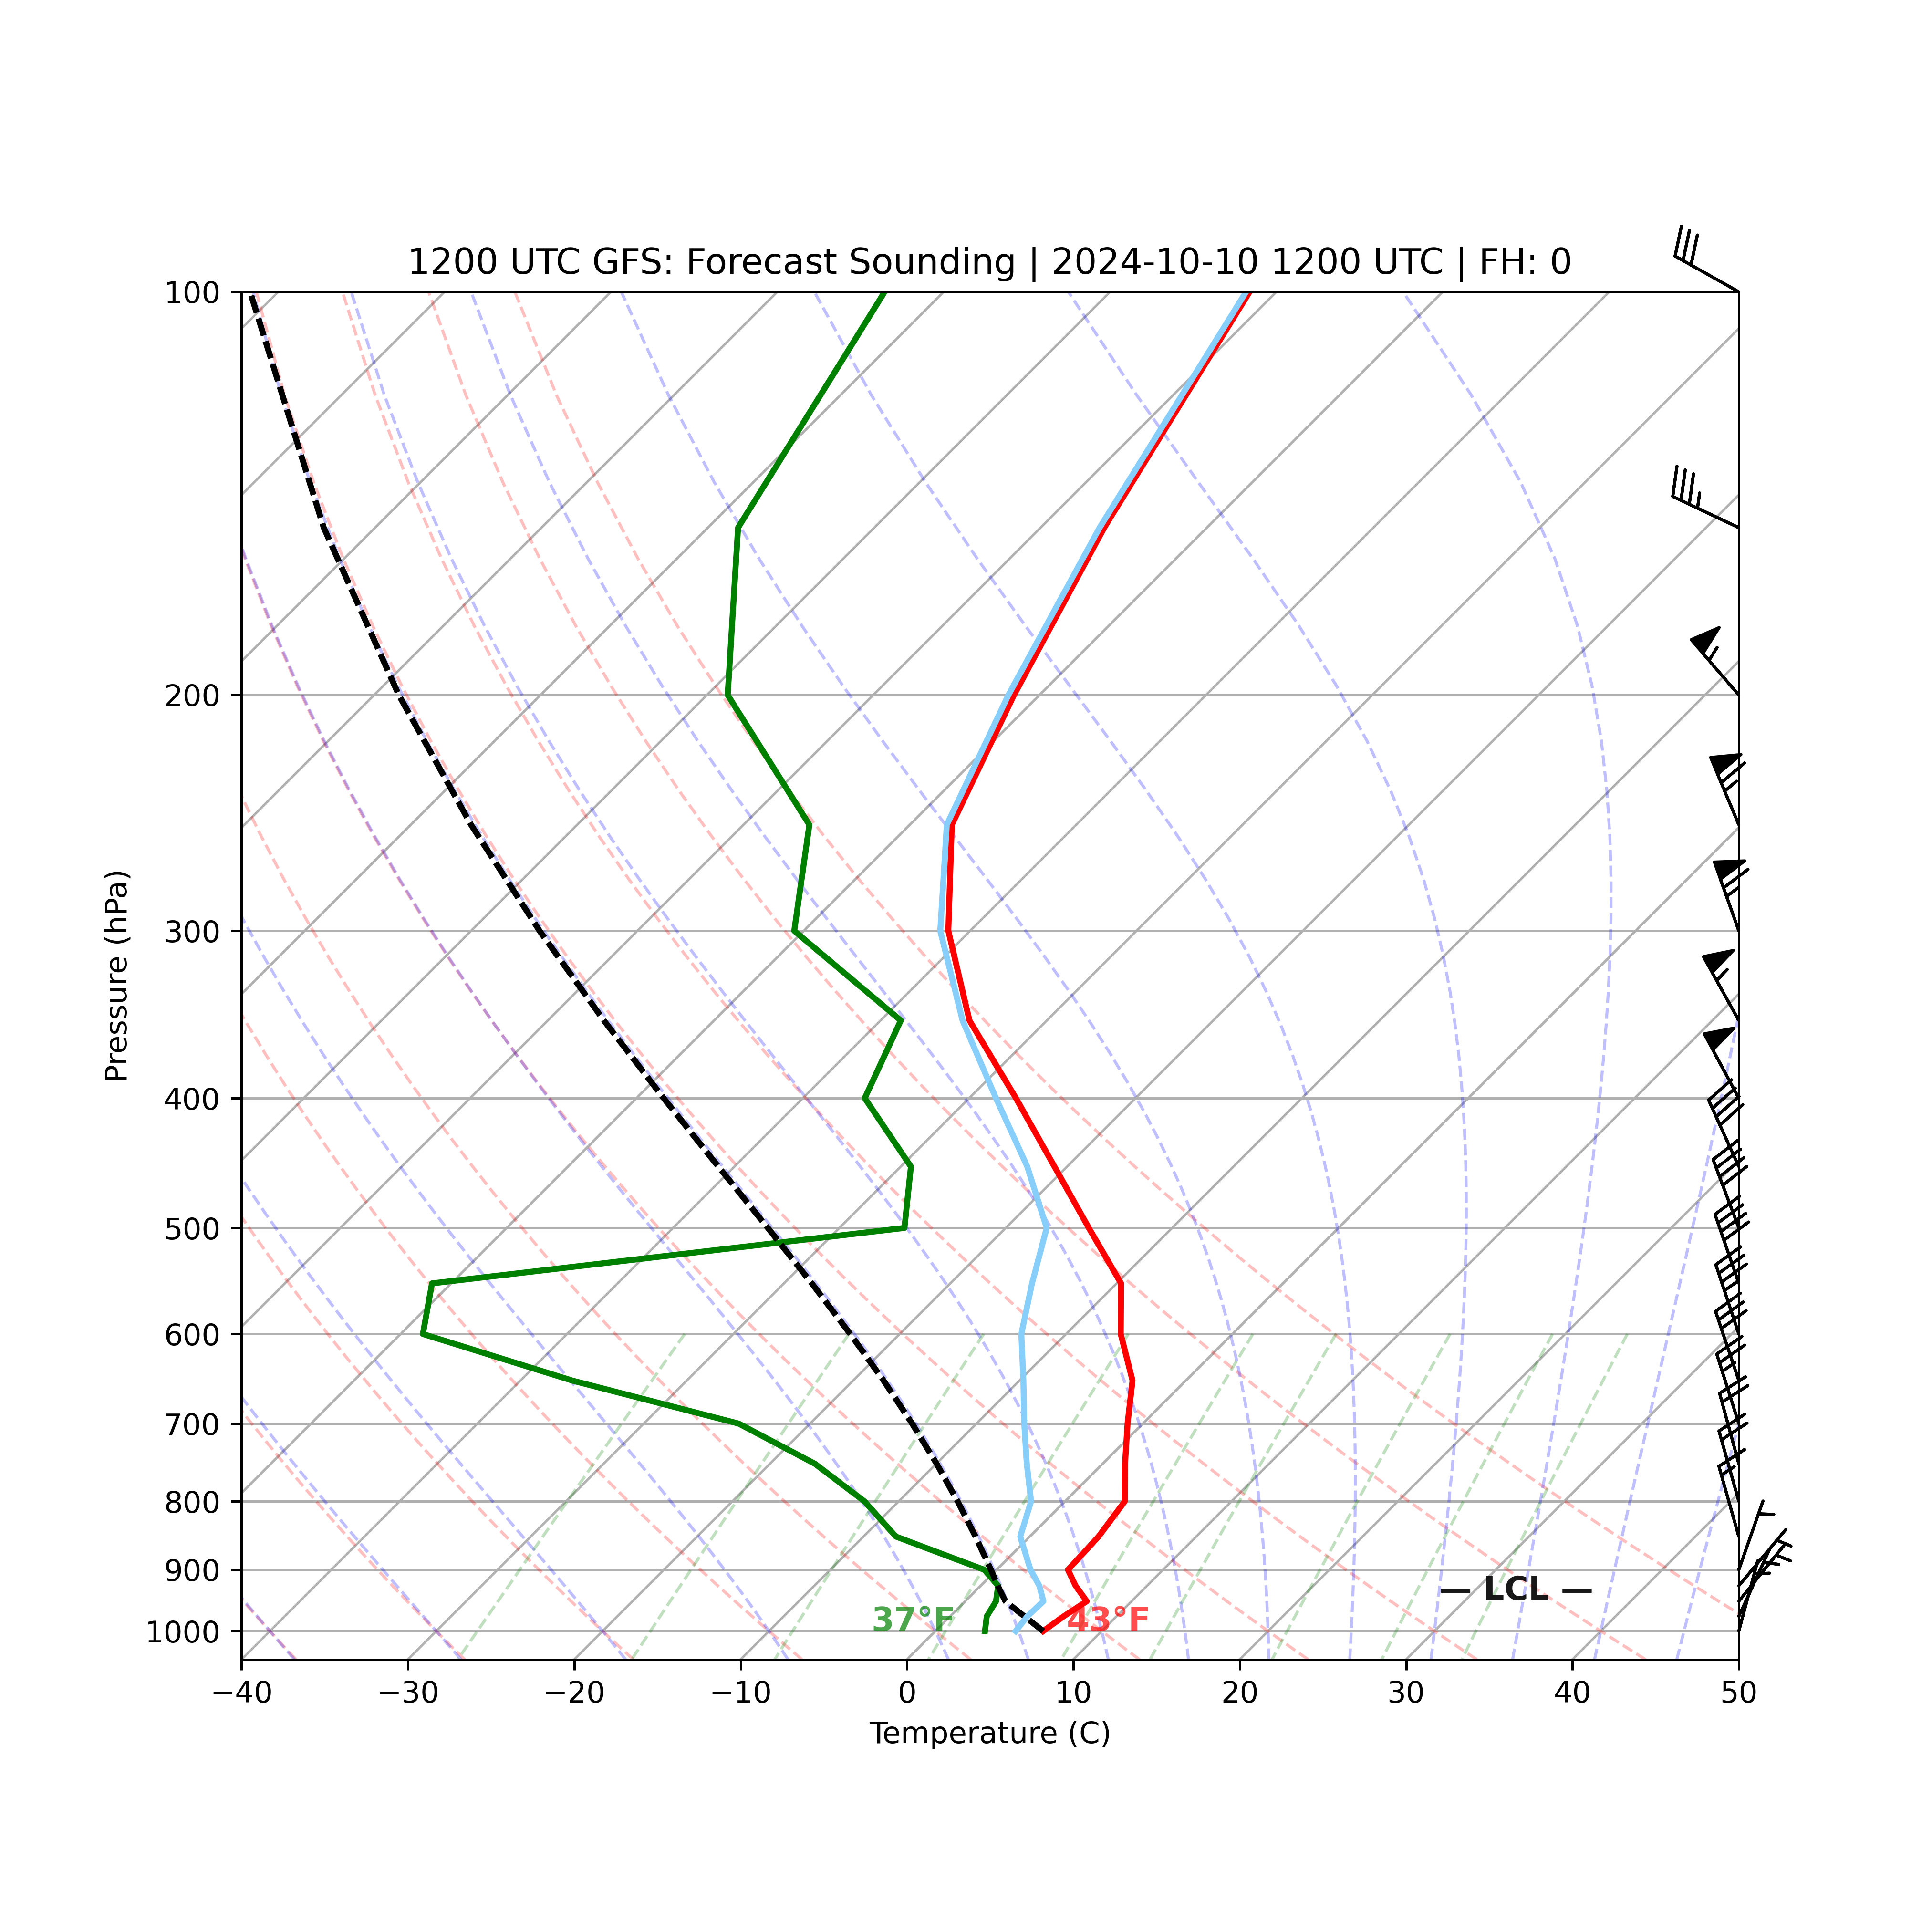 1200 UTC GFS: Forecast Sounding | 2024-10-10 1200 UTC | FH: 0
100
200
300
400
500
600
700
800
900
1000
Pressure (hPa)
— LCL —
37°F
43°F
−40 −30 −20 −10 0 10 20 30 40 50
Temperature (C)